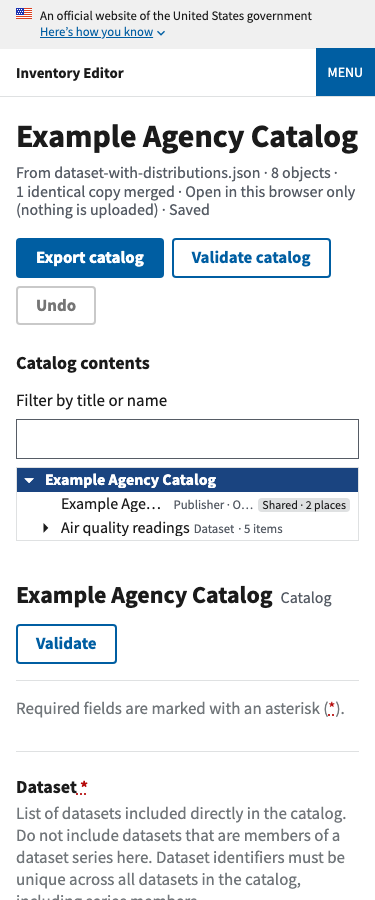 An official website of the United States government
Here's how you know
Inventory Editor
MENU
Example Agency Catalog
From dataset-with-distributions.json · 8 objects ·
1 identical copy merged · Open in this browser only
(nothing is uploaded) · Saved
Export catalog
Validate catalog
Undo
Catalog contents
Filter by title or name
Example Agency Catalog
Example Age… Publisher · O… Shared · 2 places
Air quality readings Dataset · 5 items
Example Agency Catalog Catalog
Validate
Required fields are marked with an asterisk (*).
Dataset *
List of datasets included directly in the catalog.
Do not include datasets that are members of a
dataset series here. Dataset identifiers must be
unique across all datasets in the catalog,
including series members.